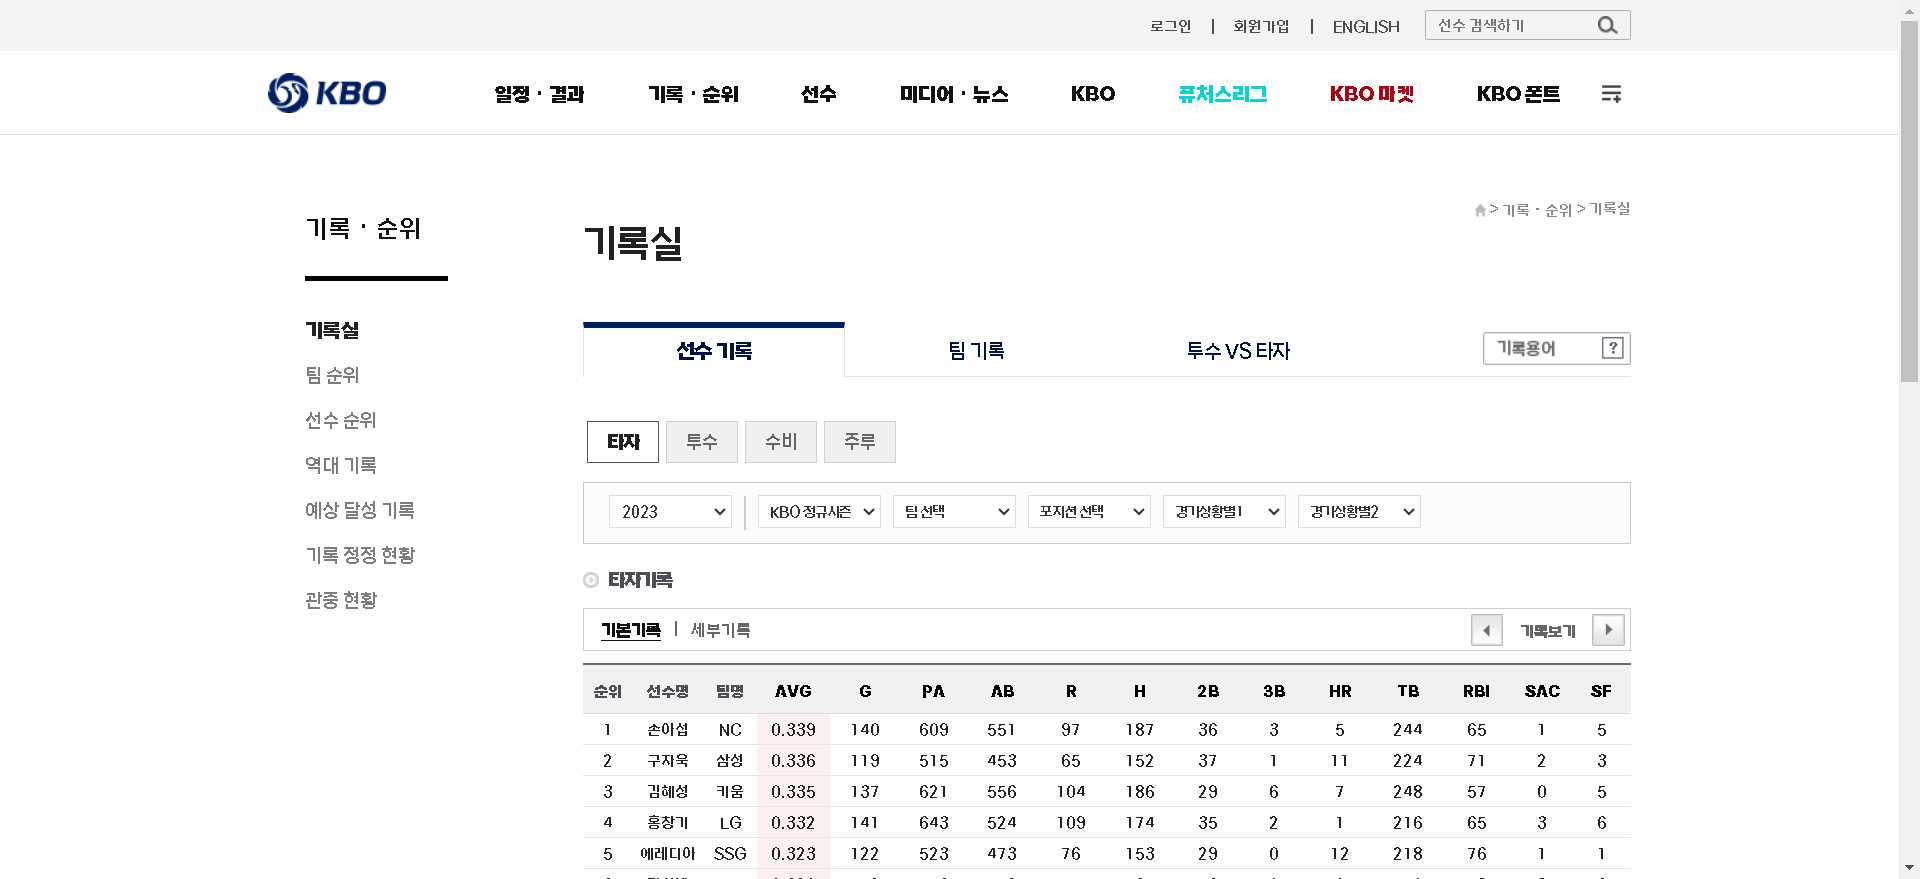 로그인 | 회원가입 | ENGLISH 선수 검색하기
KBO 일정 · 결과 기록 · 순위 선수 미디어 · 뉴스 KBO 퓨처스리그 KBO 마켓 KBO 폰트
> 기록 · 순위 > 기록실
기록 · 순위
기록실
팀 순위
선수 순위
역대 기록
예상 달성 기록
기록 정정 현황
관중 현황
기록실
선수 기록 팀 기록 투수 VS 타자 기록용어 ?
타자 투수 수비 주루
2023 KBO 정규시즌 팀 선택 포지션 선택 경기상황별1 경기상황별2
타자기록
기본기록 | 세부기록 기록보기
순위 선수명 팀명 AVG G PA AB R H 2B 3B HR TB RBI SAC SF
1 손아섭 NC 0.339 140 609 551 97 187 36 3 5 244 65 1 5
2 구자욱 삼성 0.336 119 515 453 65 152 37 1 11 224 71 2 3
3 김혜성 키움 0.335 137 621 556 104 186 29 6 7 248 57 0 5
4 홍창기 LG 0.332 141 643 524 109 174 35 2 1 216 65 3 6
5 에레디아 SSG 0.323 122 523 473 76 153 29 0 12 218 76 1 1